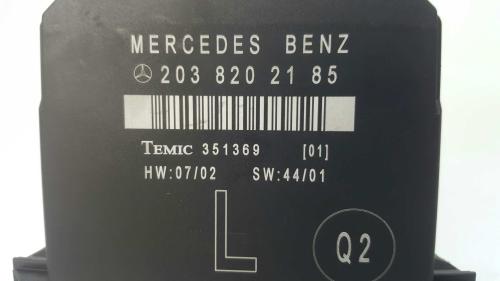 MERCEDES BENZ
203 820 21 85
TEMIC 351369 [01]
HW:07/02 SW:44/01
L
Q2